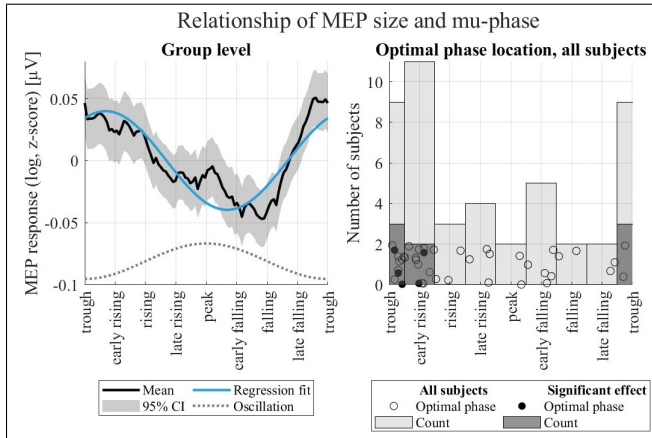 Relationship of MEP size and mu-phase
Group level
MEP response (log, z-score) [µV]
0.05
0
-0.05
-0.1
trough
early rising
rising
late rising
peak
early falling
falling
late falling
trough
Mean
Regression fit
95% CI
Oscillation
Optimal phase location, all subjects
Number of subjects
10
8
6
4
2
0
trough
early rising
rising
late rising
peak
early falling
falling
late falling
trough
All subjects
Significant effect
Optimal phase
Optimal phase
Count
Count